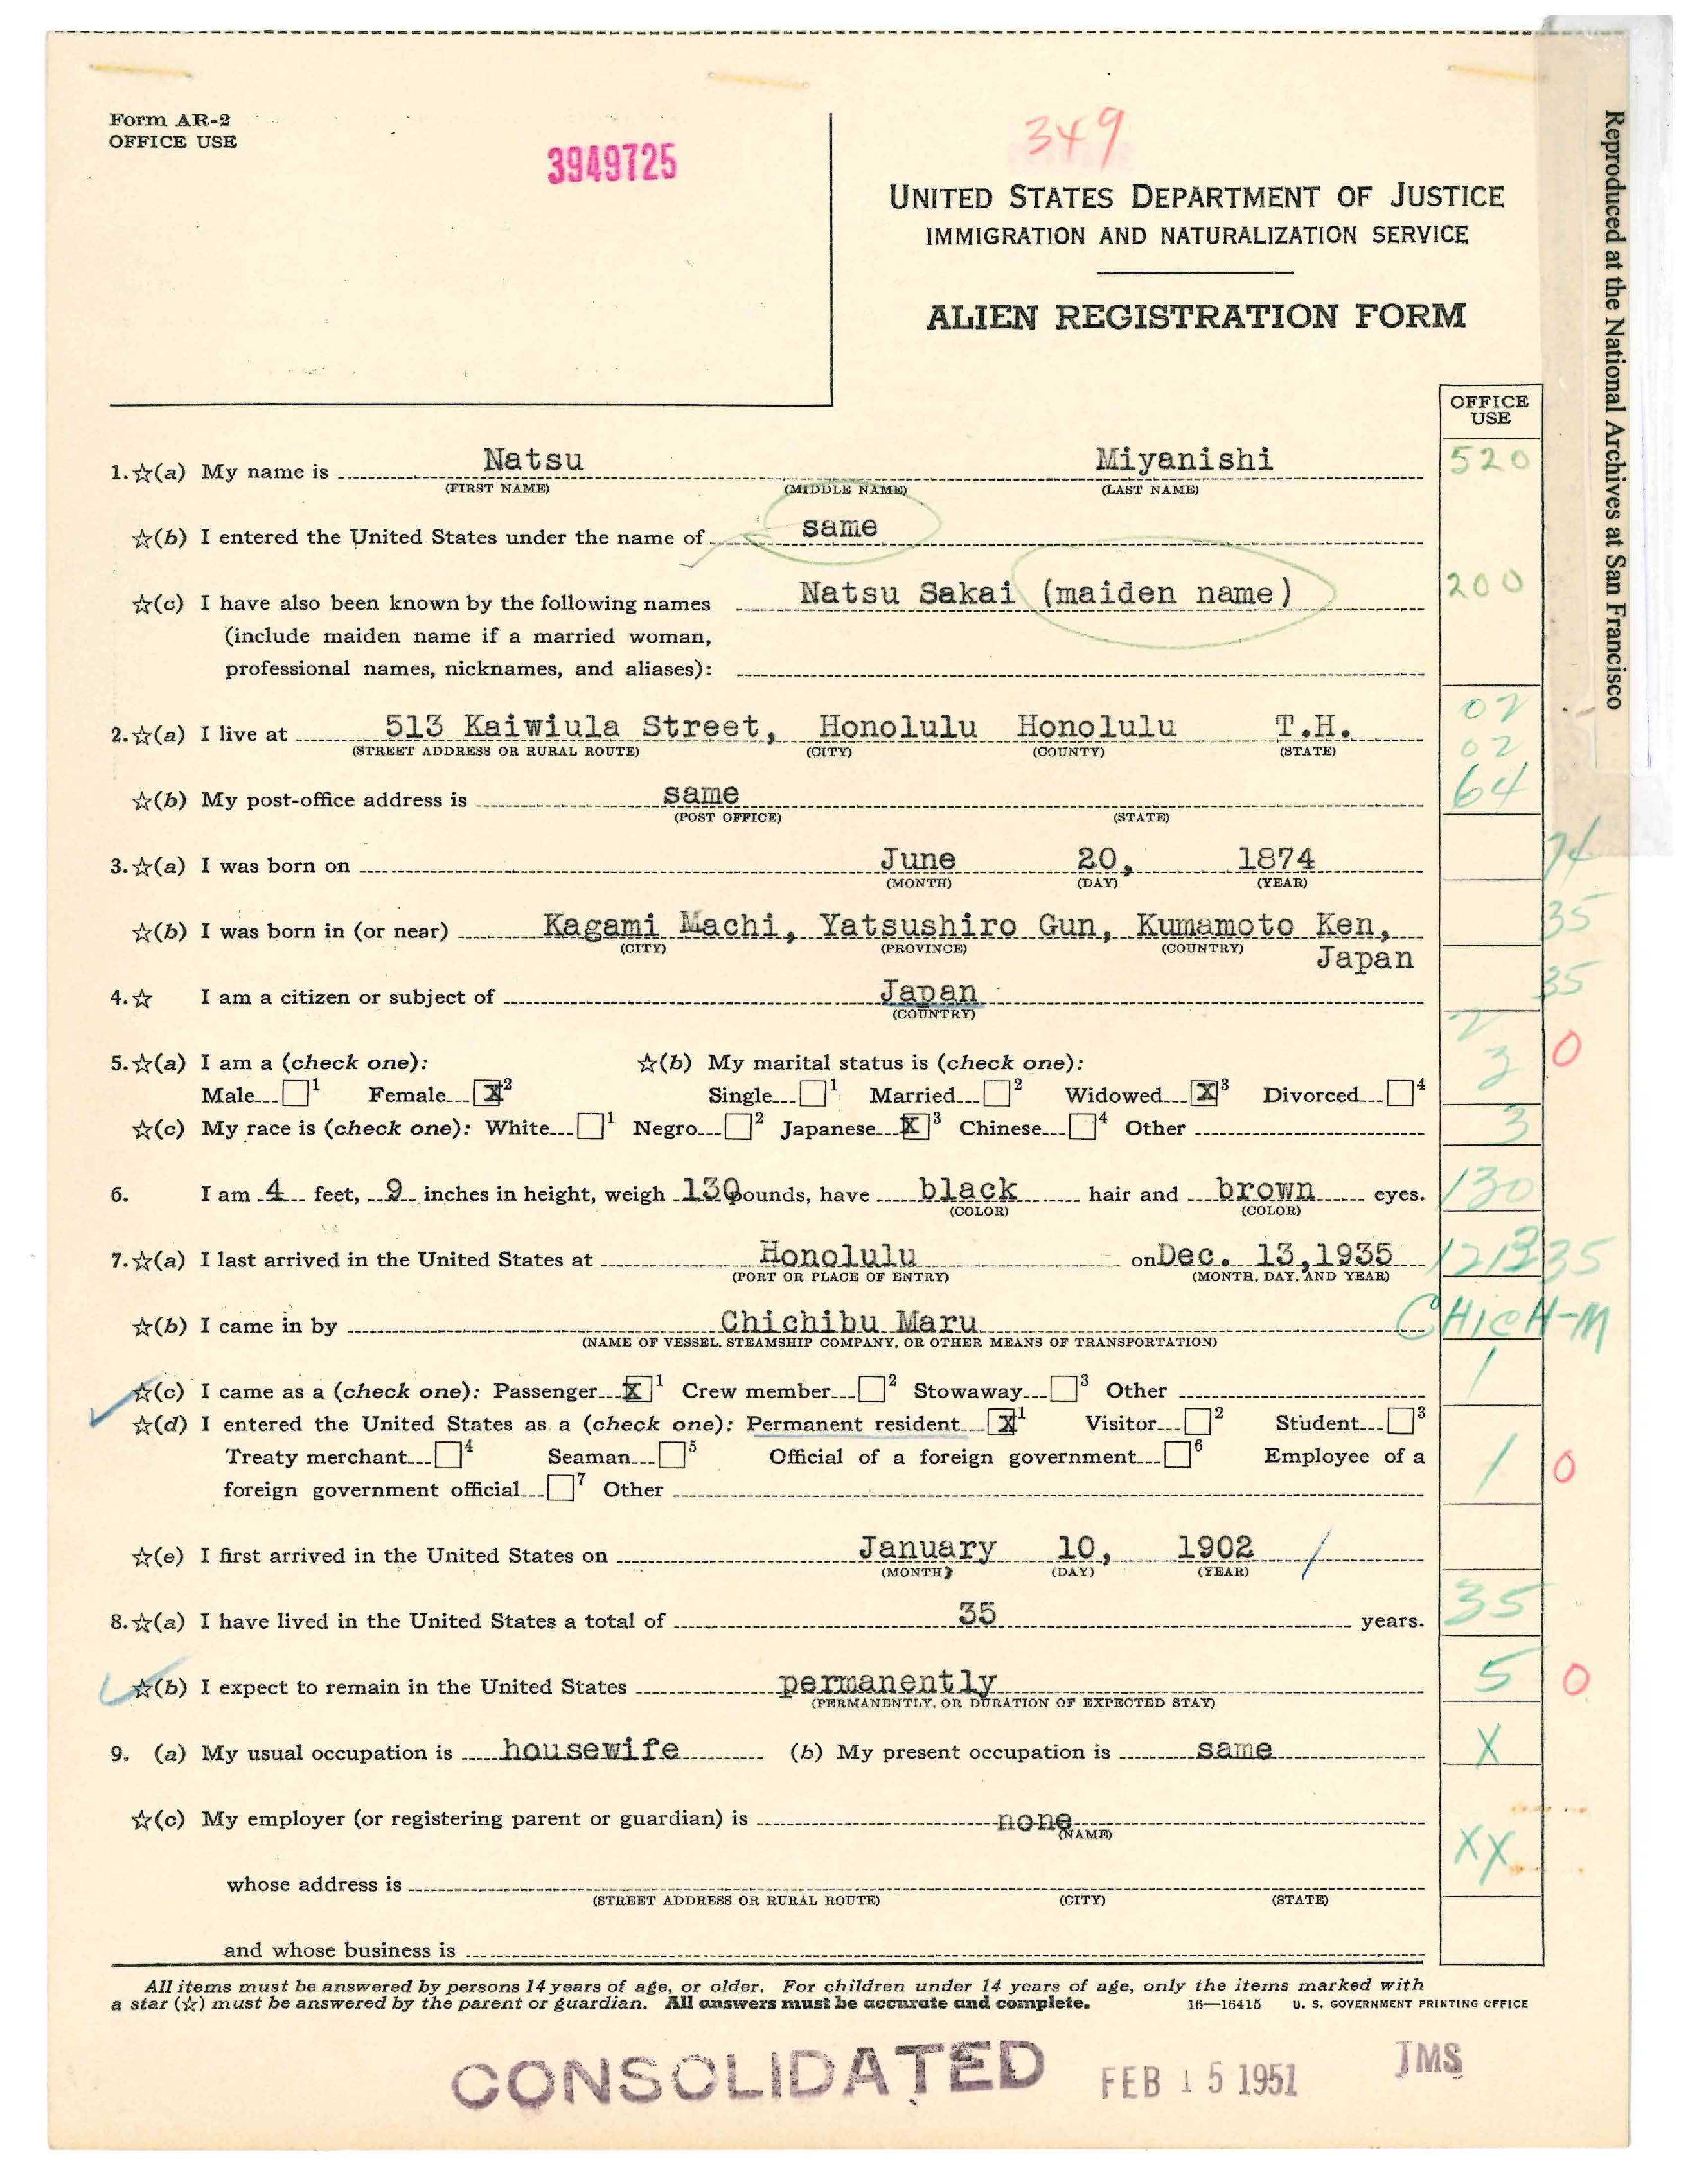 Form AR-2
OFFICE USE
3949725
349
UNITED STATES DEPARTMENT OF JUSTICE
IMMIGRATION AND NATURALIZATION SERVICE
ALIEN REGISTRATION FORM
Reproduced at the National Archives at San Francisco
OFFICE
USE
1. ☆(a) My name is Natsu Miyanishi 520
(FIRST NAME) (MIDDLE NAME) (LAST NAME)
☆(b) I entered the United States under the name of same
☆(c) I have also been known by the following names Natsu Sakai (maiden name) 200
(include maiden name if a married woman,
professional names, nicknames, and aliases):
2. ☆(a) I live at 513 Kaiwiula Street, Honolulu Honolulu T.H. 02
(STREET ADDRESS OR RURAL ROUTE) (CITY) (COUNTY) (STATE) 02
☆(b) My post-office address is same 64
(POST OFFICE) (STATE)
3. ☆(a) I was born on June 20, 1874 74
(MONTH) (DAY) (YEAR)
☆(b) I was born in (or near) Kagami Machi, Yatsushiro Gun, Kumamoto Ken, 35
(CITY) (PROVINCE) (COUNTRY) Japan
4. ☆ I am a citizen or subject of Japan 35
(COUNTRY)
2
5. ☆(a) I am a (check one): ☆(b) My marital status is (check one): 3 0
Male 1 Female X 2 Single 1 Married 2 Widowed X 3 Divorced 4
☆(c) My race is (check one): White 1 Negro 2 Japanese X 3 Chinese 4 Other 3
6. I am 4 feet, 9 inches in height, weigh 130 pounds, have black hair and brown eyes. 130
(COLOR) (COLOR)
7. ☆(a) I last arrived in the United States at Honolulu on Dec. 13, 1935 121335
(PORT OR PLACE OF ENTRY) (MONTH, DAY, AND YEAR)
☆(b) I came in by Chichibu Maru CHICH-M
(NAME OF VESSEL, STEAMSHIP COMPANY, OR OTHER MEANS OF TRANSPORTATION)
☆(c) I came as a (check one): Passenger X 1 Crew member 2 Stowaway 3 Other 1
☆(d) I entered the United States as a (check one): Permanent resident X 1 Visitor 2 Student 3
Treaty merchant 4 Seaman 5 Official of a foreign government 6 Employee of a 1 0
foreign government official 7 Other
☆(e) I first arrived in the United States on January 10, 1902 /
(MONTH) (DAY) (YEAR)
8. ☆(a) I have lived in the United States a total of 35 years. 35
☆(b) I expect to remain in the United States permanently 5 0
(PERMANENTLY, OR DURATION OF EXPECTED STAY)
9. (a) My usual occupation is housewife (b) My present occupation is same X
☆(c) My employer (or registering parent or guardian) is none
(NAME) XX
whose address is
(STREET ADDRESS OR RURAL ROUTE) (CITY) (STATE)
and whose business is
All items must be answered by persons 14 years of age, or older. For children under 14 years of age, only the items marked with
a star (☆) must be answered by the parent or guardian. All answers must be accurate and complete. 16—16415 U. S. GOVERNMENT PRINTING OFFICE
CONSOLIDATED FEB 15 1951 JMS